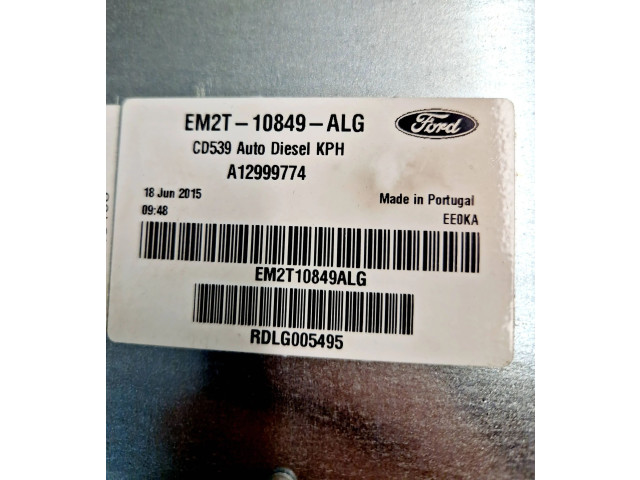 EM2T-10849-ALG
Ford
CD539 Auto Diesel KPH
A12999774
18 Jun 2015
Made in Portugal
09:48
EE0KA
EM2T10849ALG
RDLG005495